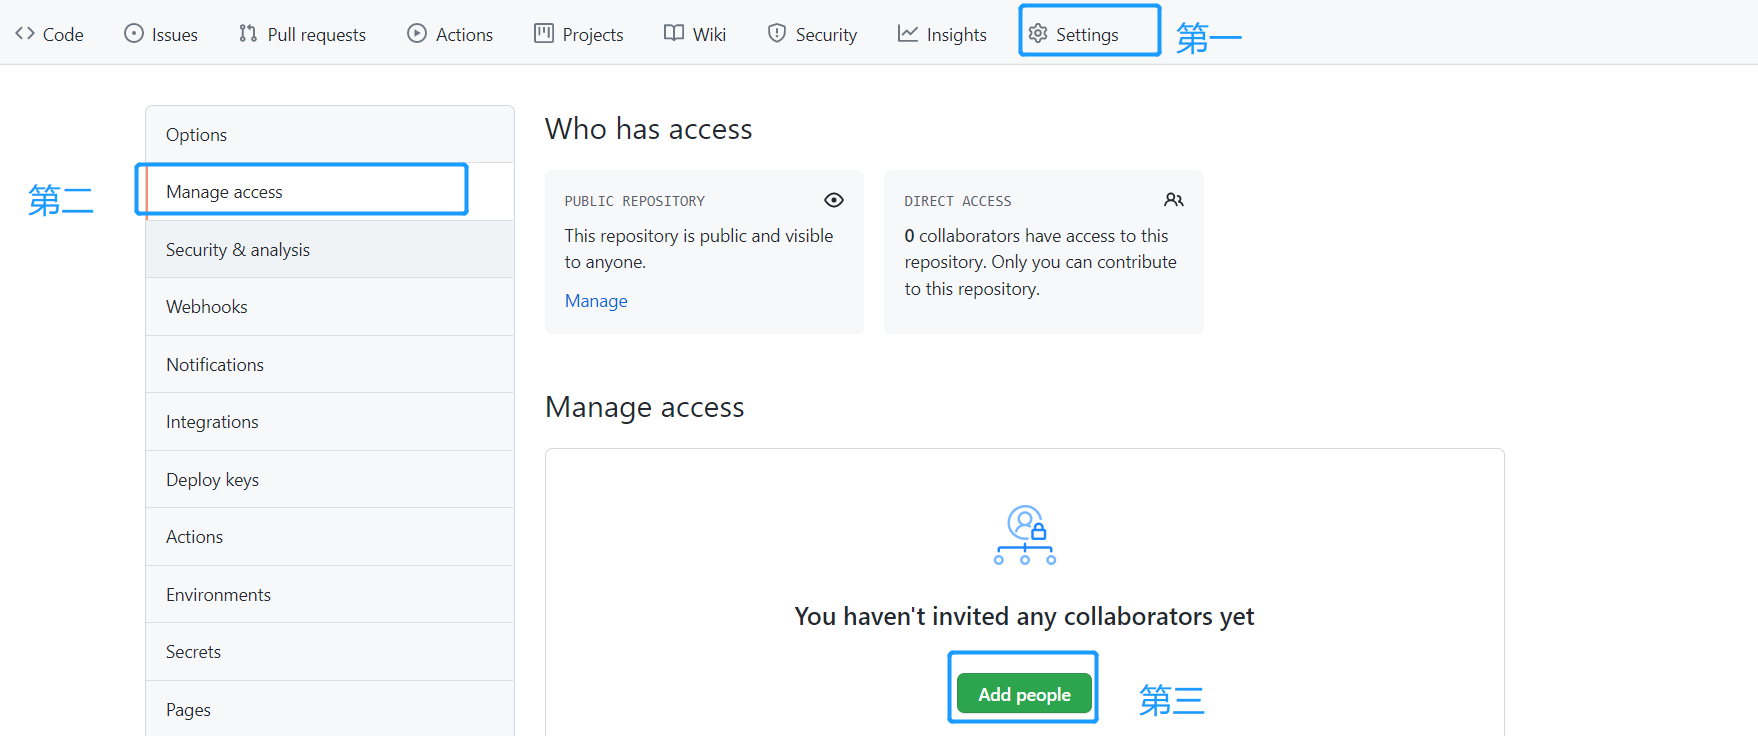 Code Issues Pull requests Actions Projects Wiki Security Insights Settings 第一
Options
Manage access
第二
Security & analysis
Webhooks
Notifications
Integrations
Deploy keys
Actions
Environments
Secrets
Pages
Who has access
PUBLIC REPOSITORY
This repository is public and visible
to anyone.
Manage
DIRECT ACCESS
0 collaborators have access to this
repository. Only you can contribute
to this repository.
Manage access
You haven't invited any collaborators yet
Add people
第三